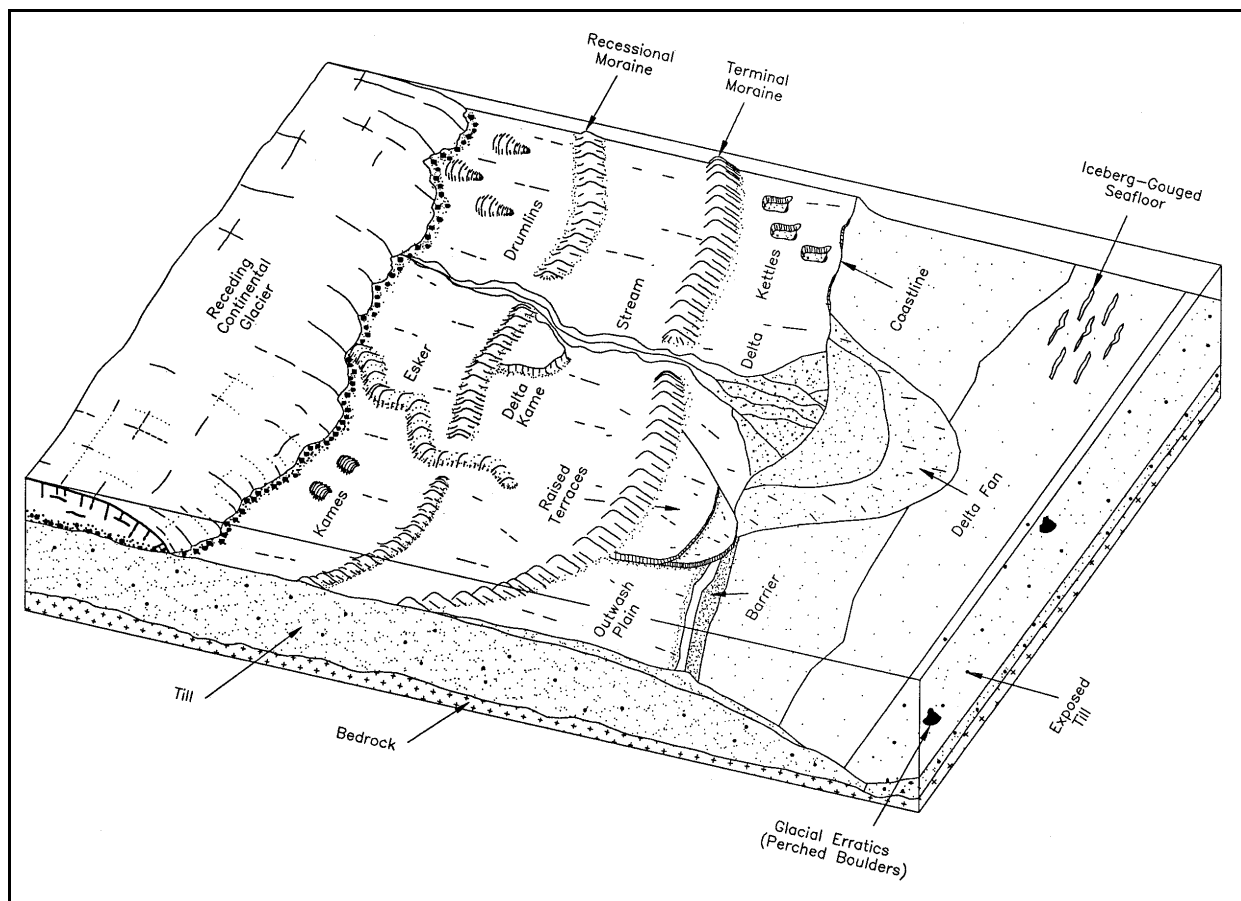 Recessional
Moraine
Terminal
Moraine
Iceberg-Gouged
Seafloor
Receding
Continental
Glacier
Drumlins
Stream
Kettles
Coastline
Delta
Esker
Delta
Kame
Kames
Raised
Terraces
Delta Fan
Outwash
Plain
Barrier
Till
Bedrock
Exposed
Till
Glacial Erratics
(Perched Boulders)